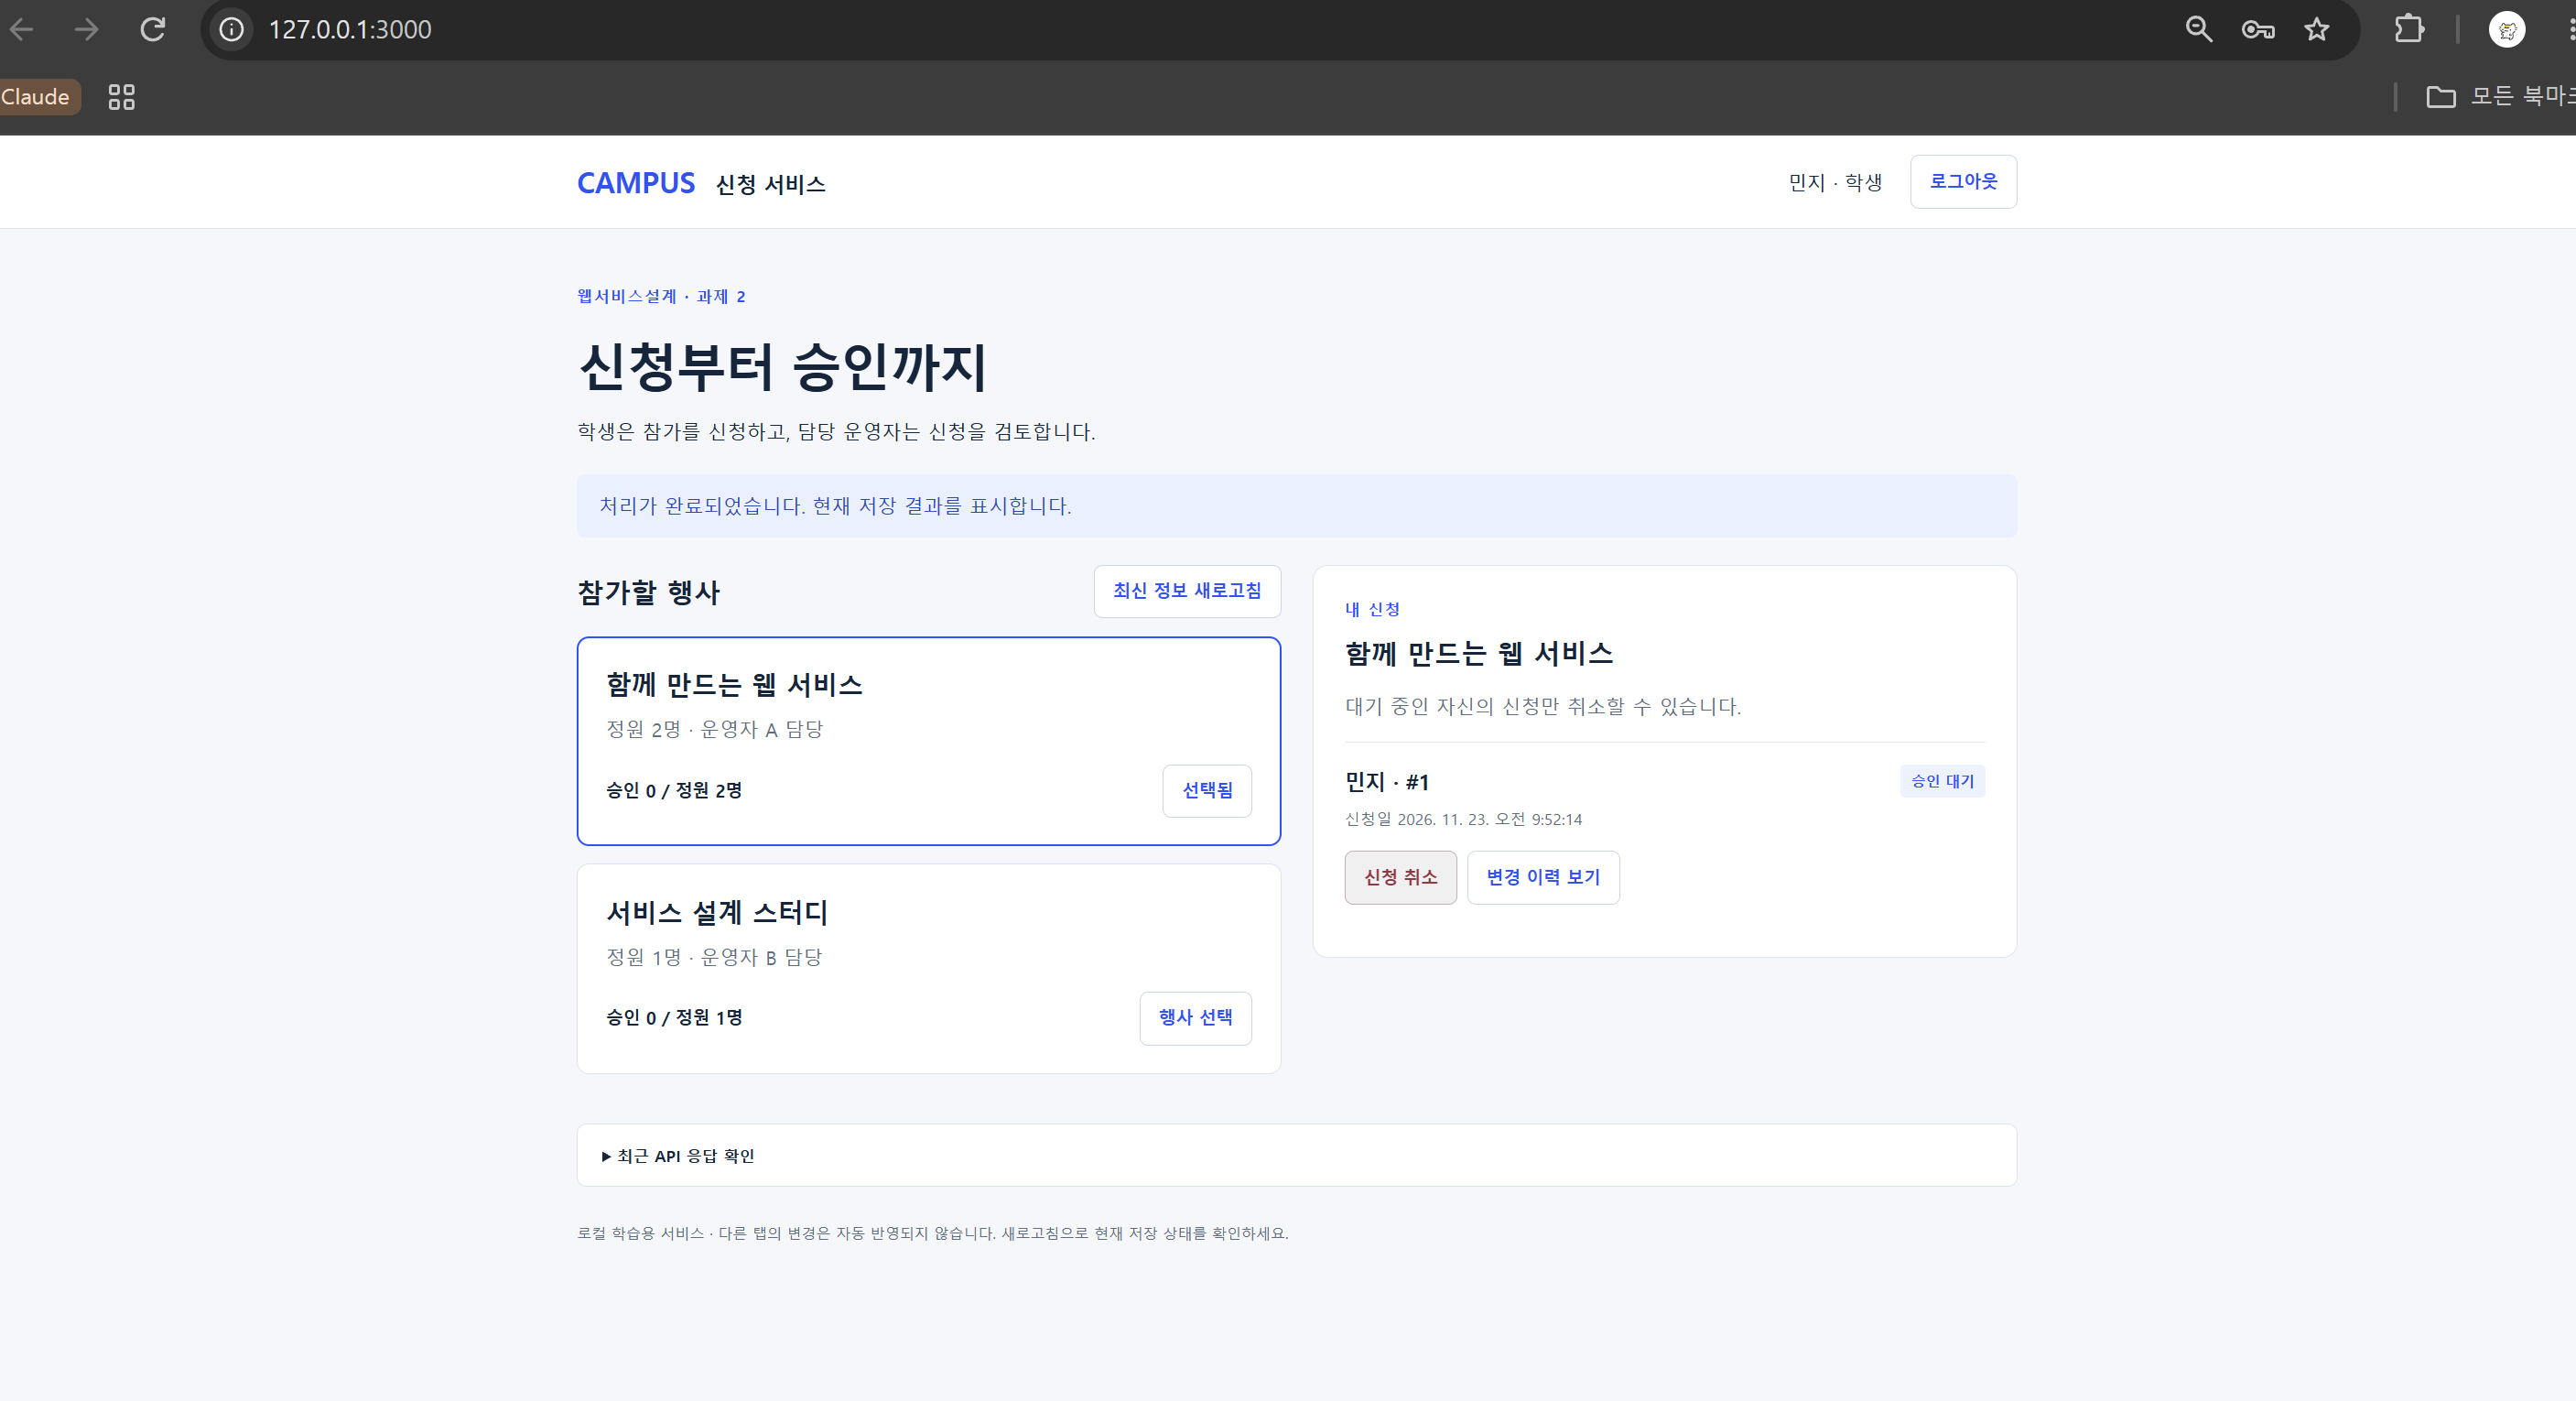 127.0.0.1:3000
Claude
모든 북마크
CAMPUS 신청 서비스
민지 · 학생
로그아웃
웹서비스설계 · 과제 2
신청부터 승인까지
학생은 참가를 신청하고, 담당 운영자는 신청을 검토합니다.
처리가 완료되었습니다. 현재 저장 결과를 표시합니다.
참가할 행사
최신 정보 새로고침
함께 만드는 웹 서비스
정원 2명 · 운영자 A 담당
승인 0 / 정원 2명
선택됨
서비스 설계 스터디
정원 1명 · 운영자 B 담당
승인 0 / 정원 1명
행사 선택
내 신청
함께 만드는 웹 서비스
대기 중인 자신의 신청만 취소할 수 있습니다.
민지 · #1
승인 대기
신청일 2026. 11. 23. 오전 9:52:14
신청 취소
변경 이력 보기
최근 API 응답 확인
로컬 학습용 서비스 · 다른 탭의 변경은 자동 반영되지 않습니다. 새로고침으로 현재 저장 상태를 확인하세요.